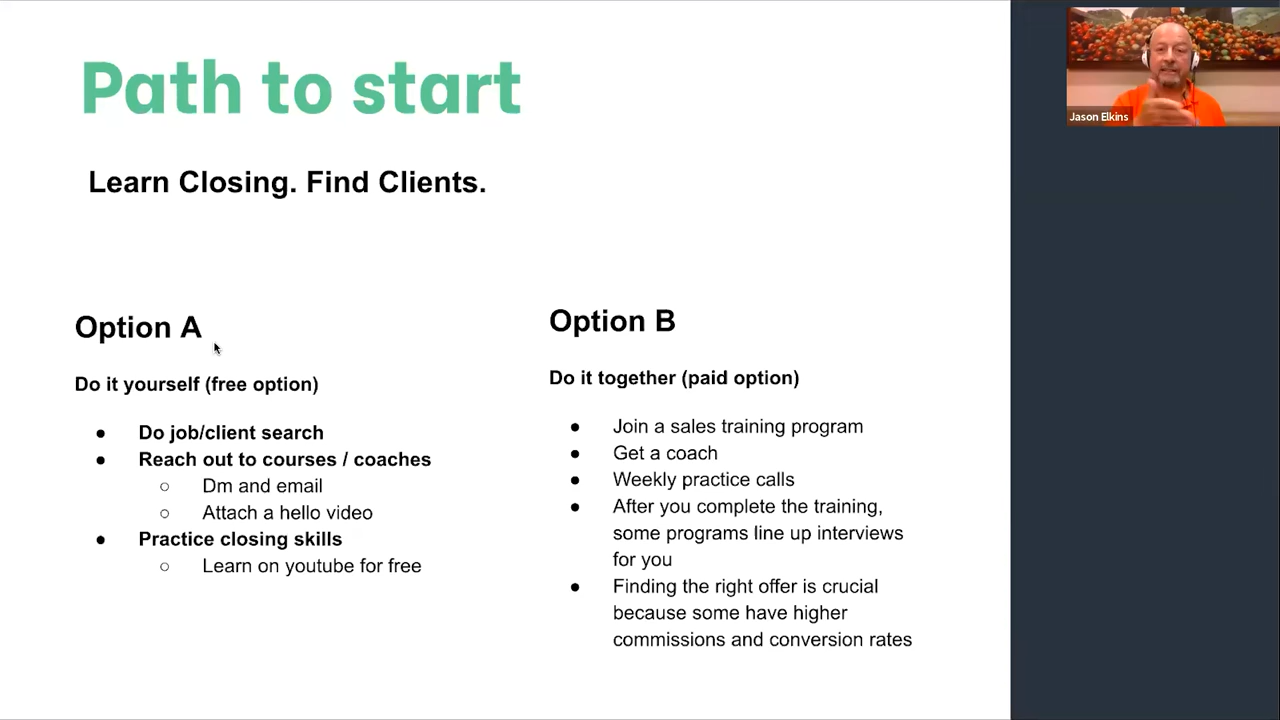 Path to start
Learn Closing. Find Clients.
Option A
Do it yourself (free option)
● Do job/client search
● Reach out to courses / coaches
○ Dm and email
○ Attach a hello video
● Practice closing skills
○ Learn on youtube for free
Option B
Do it together (paid option)
● Join a sales training program
● Get a coach
● Weekly practice calls
● After you complete the training,
some programs line up interviews
for you
● Finding the right offer is crucial
because some have higher
commissions and conversion rates
Jason Elkins